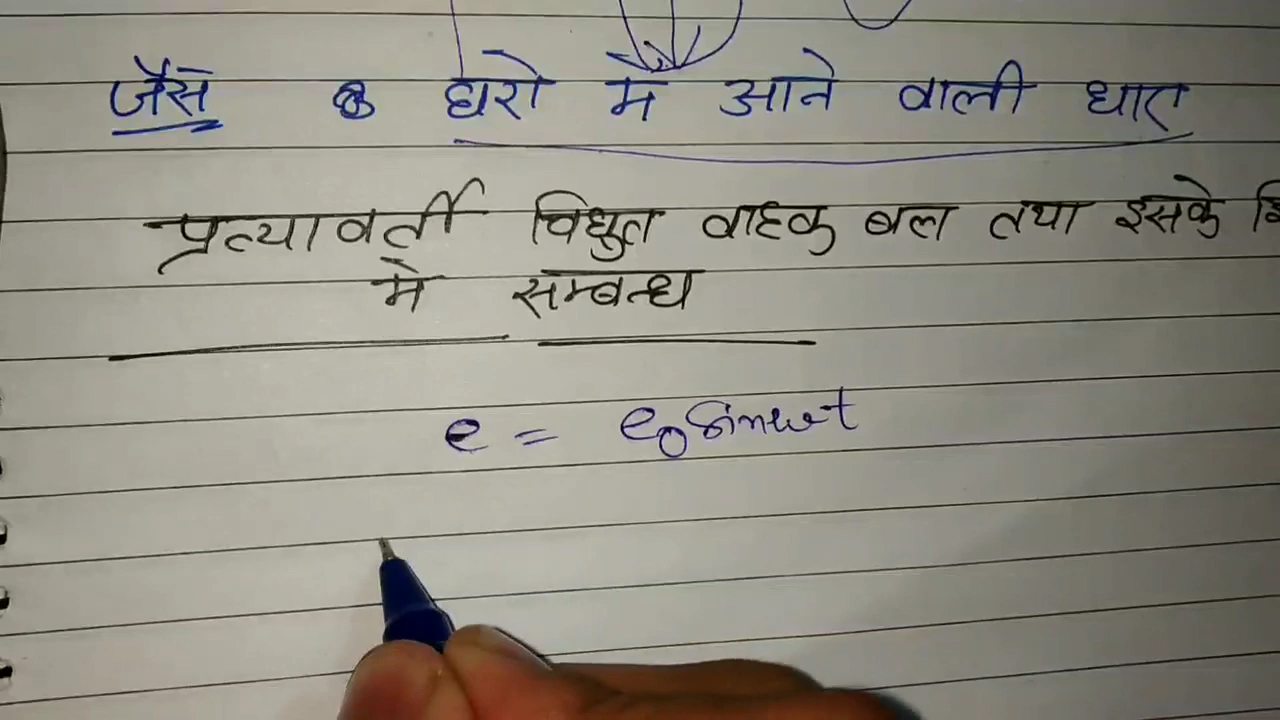 जैसे घरो मे आने वाली धारा
प्रत्यावर्ती विधुत वाहक बल तथा इसके
मे सम्बन्ध
e = e₀ sinωt